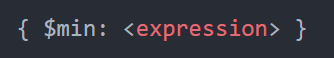 { $min: <expression> }